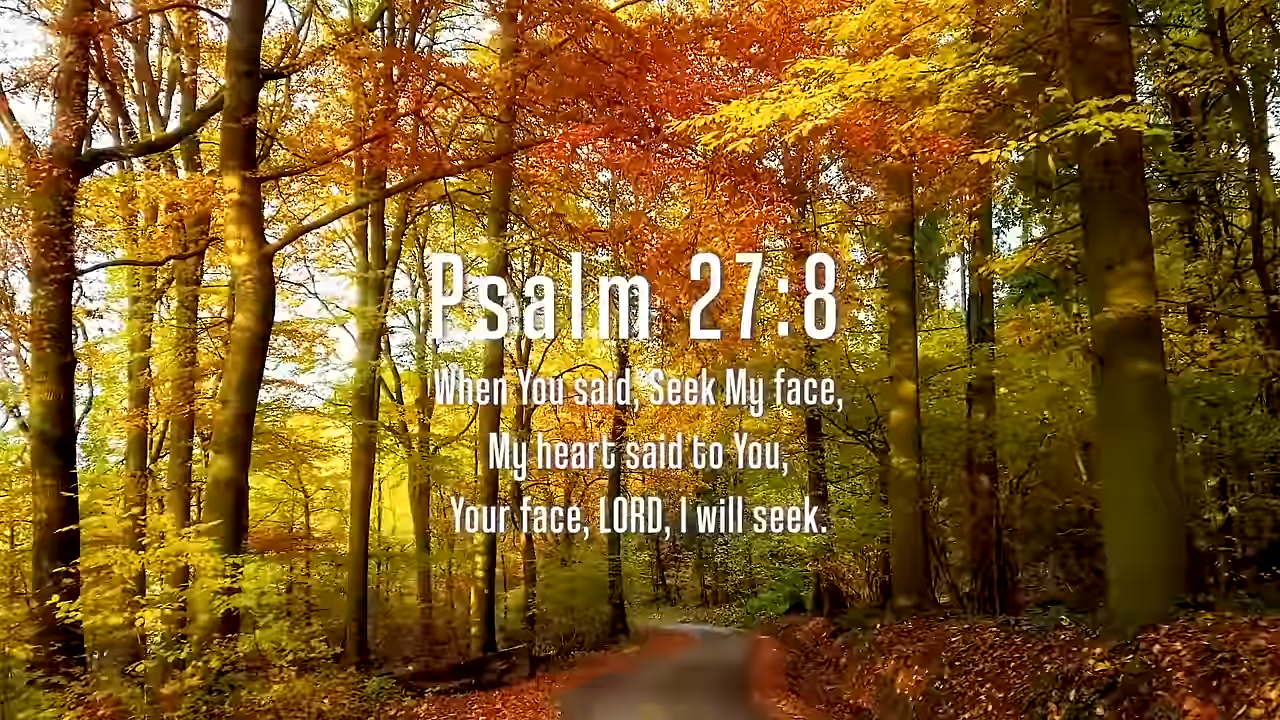 Psalm 27:8
When You said, Seek My face,
My heart said to You,
Your face, LORD, I will seek.